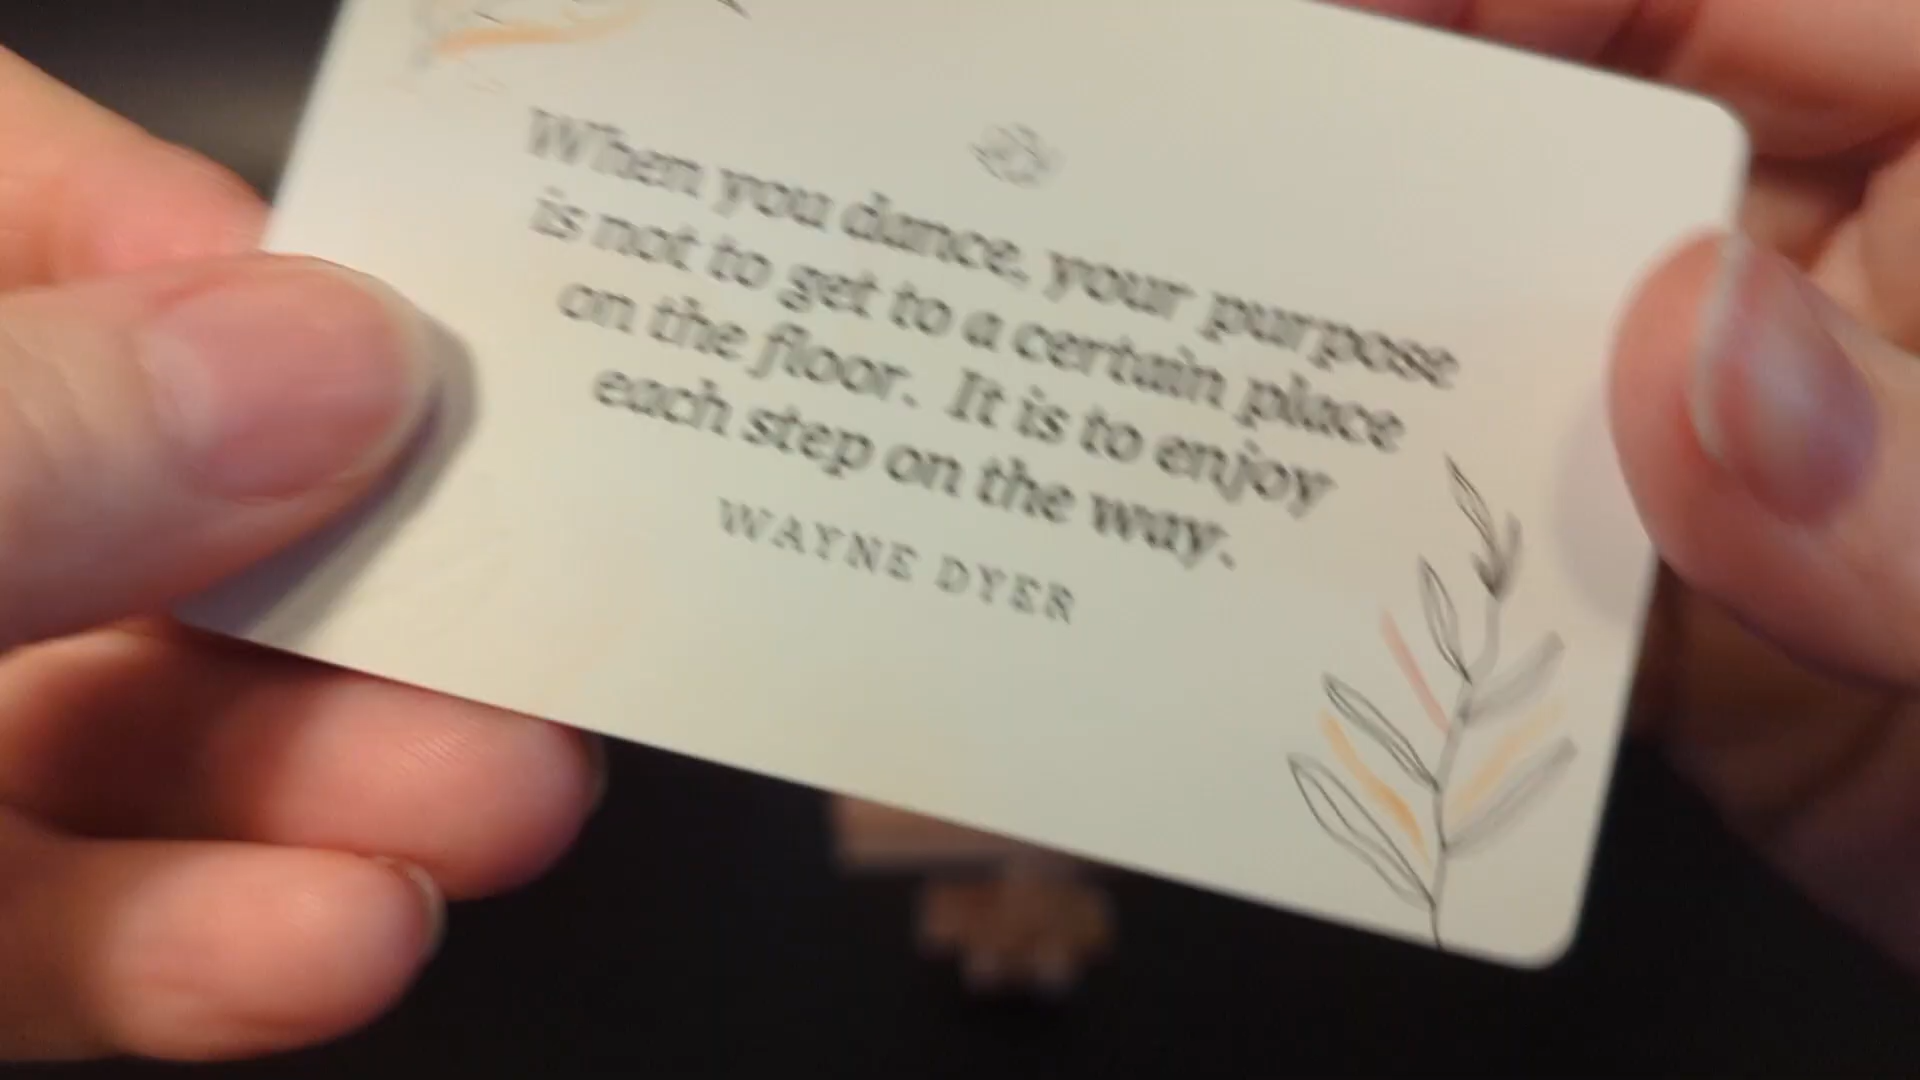 When you dance, your purpose
is not to get to a certain place
on the floor. It is to enjoy
each step on the way.
WAYNE DYER